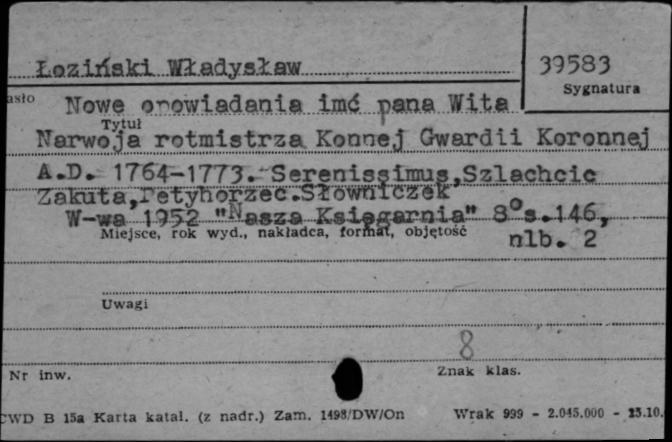 Łoziński Władysław
39583
Sygnatura
asło Nowe opowiadania imć pana Wita
Tytuł
Narwoja rotmistrza Konnej Gwardii Koronnej
A.D. 1764-1773. Serenissimus,Szlachcic
Zakuta,Petyhorzec.Słowniczek
W-wa 1952 "Nasza Księgarnia" 8° s.146,
Miejsce, rok wyd., nakładca, format, objętość
nlb. 2
Uwagi
8
Nr inw.
Znak klas.
CWD B 15a Karta katal. (z nadr.) Zam. 1498/DW/On Wrak 999 - 2.045.000 - 25.10.